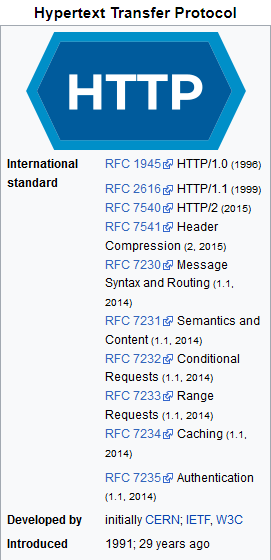 Hypertext Transfer Protocol
HTTP
International standard
RFC 1945 HTTP/1.0 (1996)
RFC 2616 HTTP/1.1 (1999)
RFC 7540 HTTP/2 (2015)
RFC 7541 Header
Compression (2, 2015)
RFC 7230 Message
Syntax and Routing (1.1,
2014)
RFC 7231 Semantics and
Content (1.1, 2014)
RFC 7232 Conditional
Requests (1.1, 2014)
RFC 7233 Range
Requests (1.1, 2014)
RFC 7234 Caching (1.1,
2014)
RFC 7235 Authentication
(1.1, 2014)
Developed by initially CERN; IETF, W3C
Introduced 1991; 29 years ago